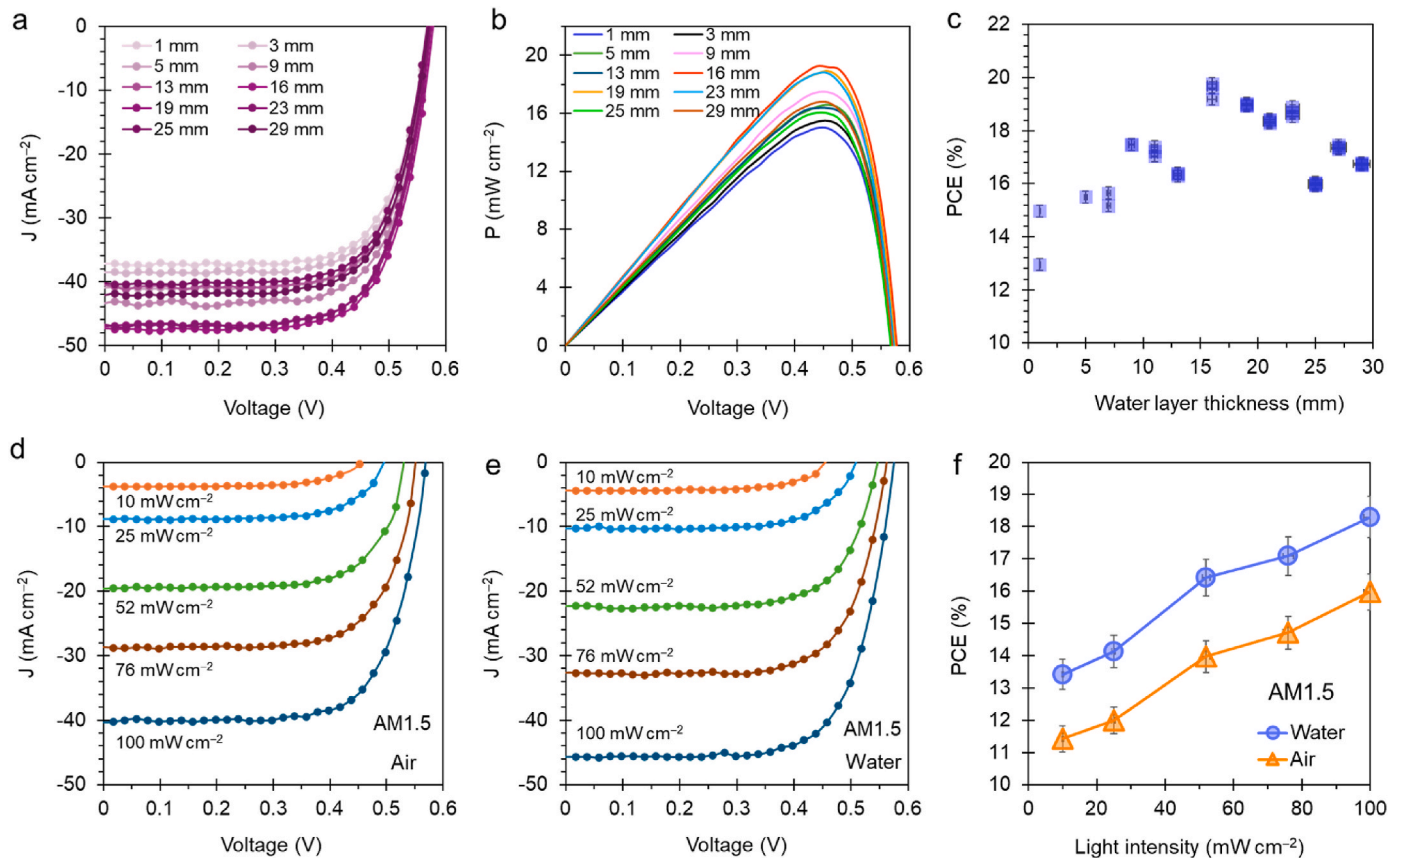 a
0
-10
-20
-30
-40
-50
J (mA cm⁻²)
1 mm
3 mm
5 mm
9 mm
13 mm
16 mm
19 mm
23 mm
25 mm
29 mm
0 0.1 0.2 0.3 0.4 0.5 0.6
Voltage (V)
b
20
16
12
8
4
0
P (mW cm⁻²)
1 mm
3 mm
5 mm
9 mm
13 mm
16 mm
19 mm
23 mm
25 mm
29 mm
0 0.1 0.2 0.3 0.4 0.5 0.6
Voltage (V)
c
22
20
18
16
14
12
10
PCE (%)
0 5 10 15 20 25 30
Water layer thickness (mm)
d
0
-10
-20
-30
-40
-50
J (mA cm⁻²)
10 mW cm⁻²
25 mW cm⁻²
52 mW cm⁻²
76 mW cm⁻²
100 mW cm⁻²
AM1.5
Air
0 0.1 0.2 0.3 0.4 0.5 0.6
Voltage (V)
e
0
-10
-20
-30
-40
-50
J (mA cm⁻²)
10 mW cm⁻²
25 mW cm⁻²
52 mW cm⁻²
76 mW cm⁻²
100 mW cm⁻²
AM1.5
Water
0 0.1 0.2 0.3 0.4 0.5 0.6
Voltage (V)
f
20
19
18
17
16
15
14
13
12
11
10
PCE (%)
AM1.5
Water
Air
0 20 40 60 80 100
Light intensity (mW cm⁻²)